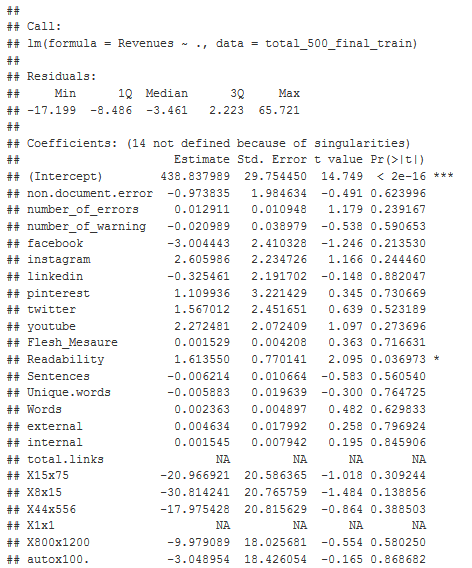 ##
## Call:
## lm(formula = Revenues ~ ., data = total_500_final_train)
##
## Residuals:
##     Min      1Q  Median      3Q     Max
## -17.199  -8.486  -3.461   2.223  65.721
##
## Coefficients: (14 not defined because of singularities)
##                      Estimate Std. Error t value Pr(>|t|)
## (Intercept)        438.837989  29.754450  14.749  < 2e-16 ***
## non.document.error  -0.973835   1.984634  -0.491 0.623996
## number_of_errors     0.012911   0.010948   1.179 0.239167
## number_of_warning   -0.020989   0.038979  -0.538 0.590653
## facebook            -3.004443   2.410328  -1.246 0.213530
## instagram            2.605986   2.234726   1.166 0.244460
## linkedin            -0.325461   2.191702  -0.148 0.882047
## pinterest            1.109936   3.221429   0.345 0.730669
## twitter              1.567012   2.451651   0.639 0.523189
## youtube              2.272481   2.072409   1.097 0.273696
## Flesh_Mesaure        0.001529   0.004208   0.363 0.716631
## Readability          1.613550   0.770141   2.095 0.036973 *
## Sentences           -0.006214   0.010664  -0.583 0.560540
## Unique.words        -0.005883   0.019639  -0.300 0.764725
## Words                0.002363   0.004897   0.482 0.629833
## external             0.004634   0.017992   0.258 0.796924
## internal             0.001545   0.007942   0.195 0.845906
## total.links                NA         NA      NA       NA
## X15x75             -20.966921  20.586365  -1.018 0.309244
## X8x15              -30.814241  20.765759  -1.484 0.138856
## X44x556            -17.975428  20.815629  -0.864 0.388503
## X1x1                       NA         NA      NA       NA
## X800x1200           -9.979089  18.025681  -0.554 0.580250
## autox100.           -3.048954  18.426054  -0.165 0.868682